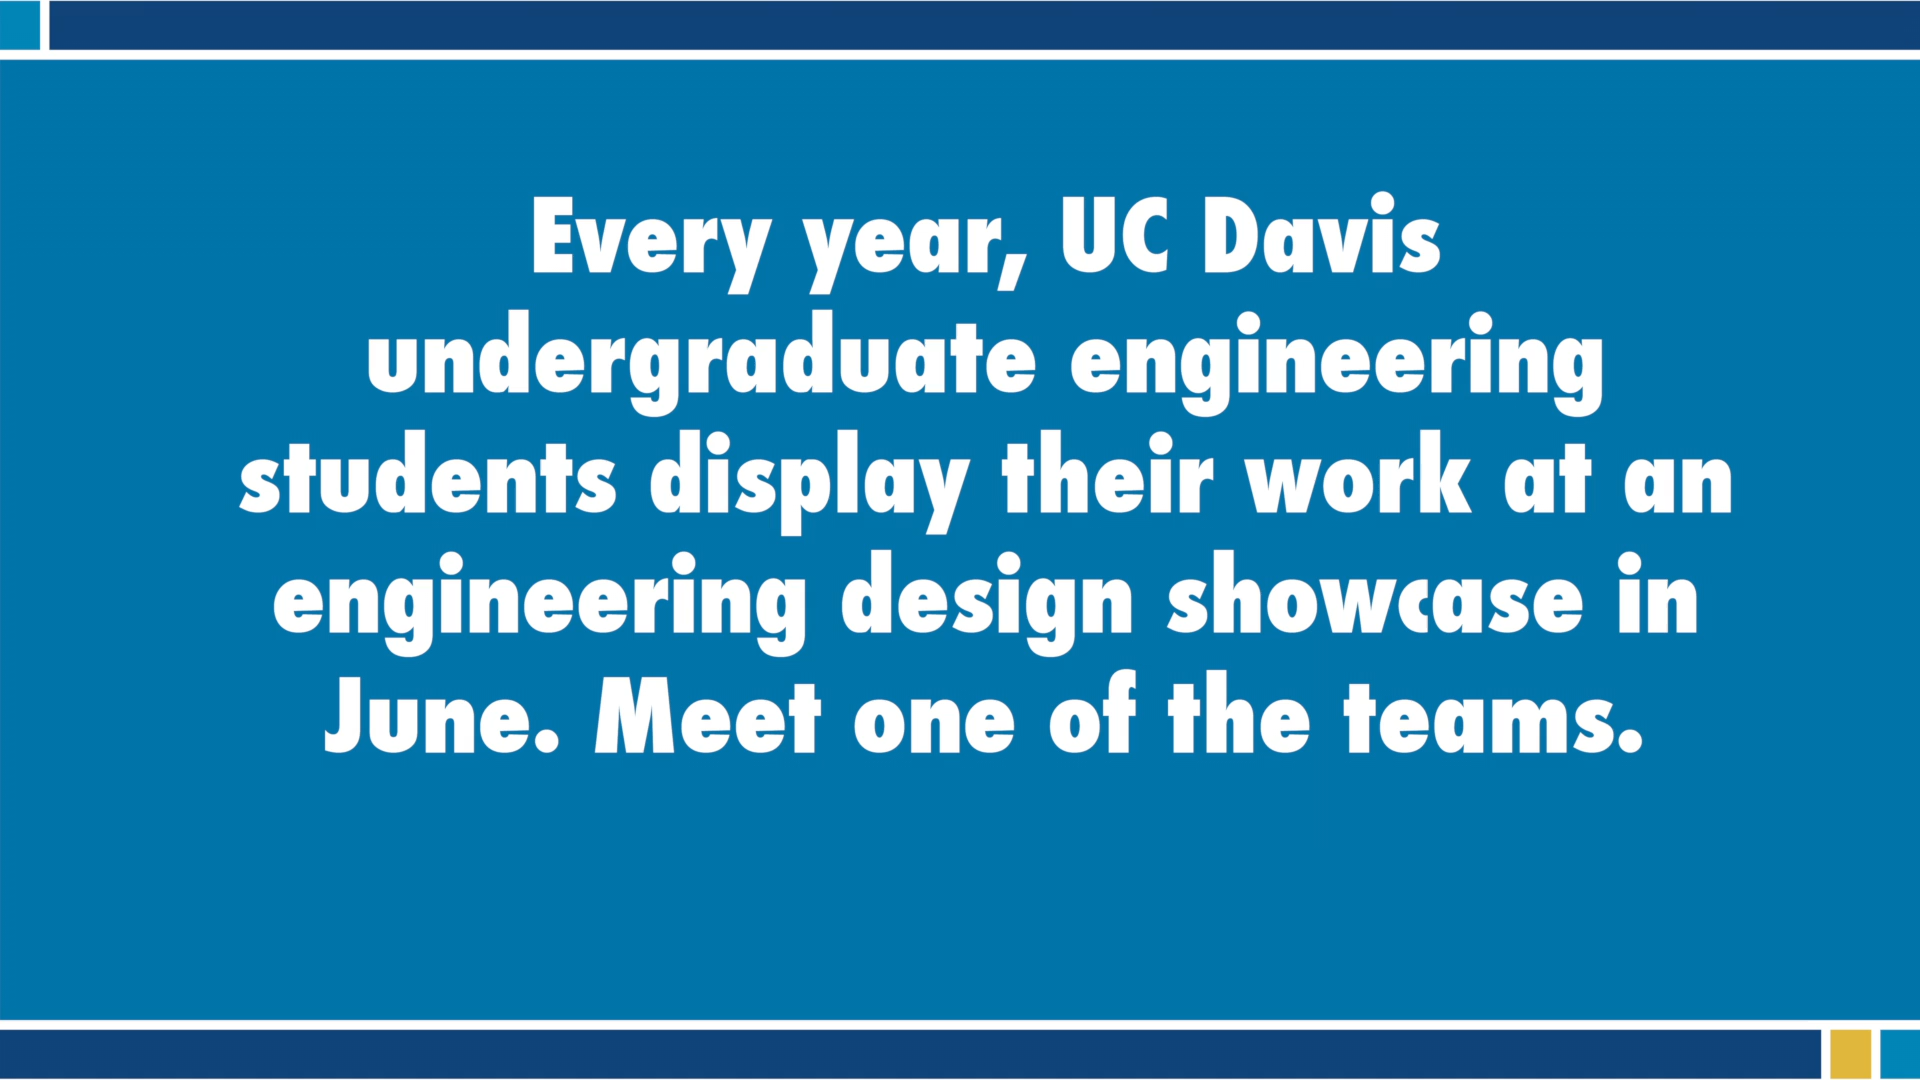 Every year, UC Davis
undergraduate engineering
students display their work at an
engineering design showcase in
June. Meet one of the teams.